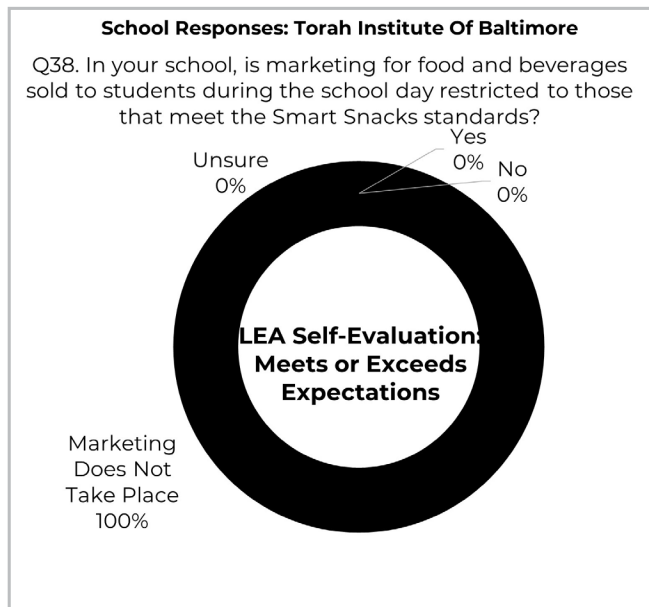 School Responses: Torah Institute Of Baltimore
Q38. In your school, is marketing for food and beverages
sold to students during the school day restricted to those
that meet the Smart Snacks standards?
Yes
0%
No
0%
Unsure
0%
LEA Self-Evaluation:
Meets or Exceeds
Expectations
Marketing
Does Not
Take Place
100%